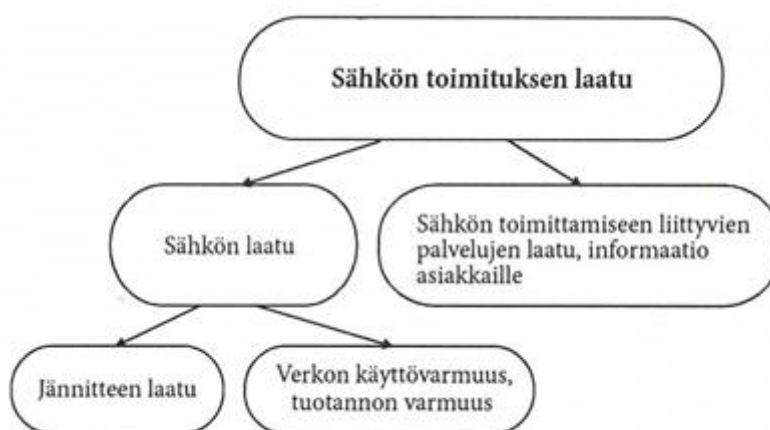 Sähkön toimituksen laatu
Sähkön laatu
Sähkön toimittamiseen liittyvien
palvelujen laatu, informaatio
asiakkaille
Jännitteen laatu
Verkon käyttövarmuus,
tuotannon varmuus